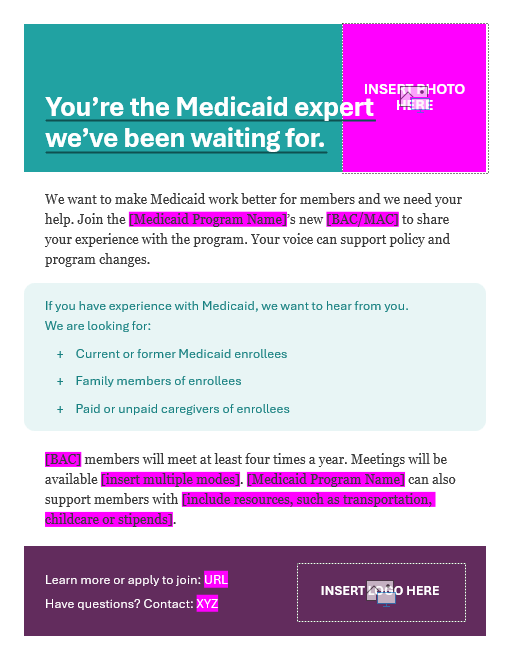 INSERT PHOTO
HERE
You’re the Medicaid expert
we’ve been waiting for.
We want to make Medicaid work better for members and we need your
help. Join the [Medicaid Program Name]’s new [BAC/MAC] to share
your experience with the program. Your voice can support policy and
program changes.
If you have experience with Medicaid, we want to hear from you.
We are looking for:
+ Current or former Medicaid enrollees
+ Family members of enrollees
+ Paid or unpaid caregivers of enrollees
[BAC] members will meet at least four times a year. Meetings will be
available [insert multiple modes]. [Medicaid Program Name] can also
support members with [include resources, such as transportation,
childcare or stipends].
Learn more or apply to join: URL
Have questions? Contact: XYZ
INSERT LOGO HERE